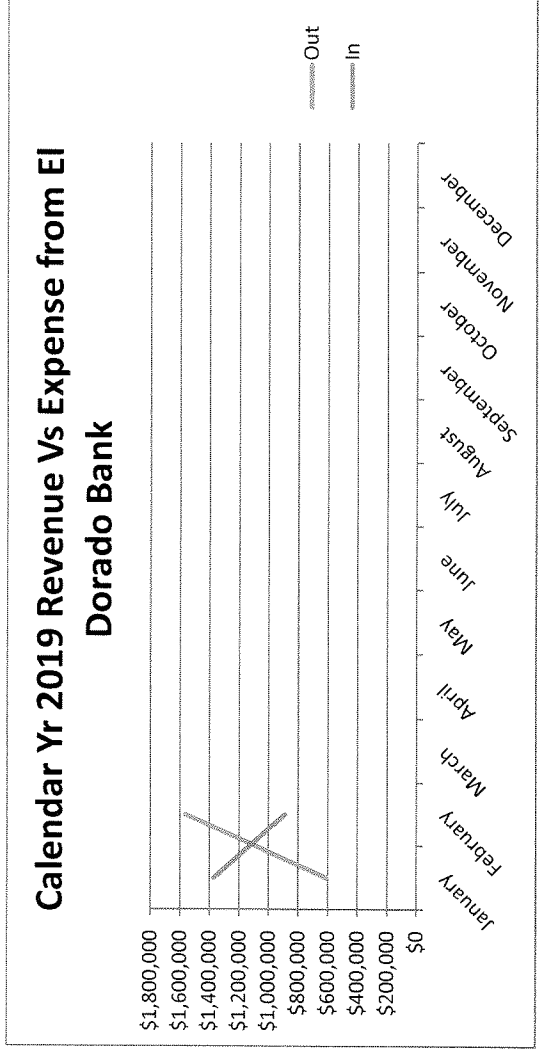 Calendar Yr 2019 Revenue Vs Expense from El
Dorado Bank
$1,800,000
$1,600,000
$1,400,000
$1,200,000
$1,000,000
$800,000
$600,000
$400,000
$200,000
$0
January
February
March
April
May
June
July
August
September
October
November
December
Out
In